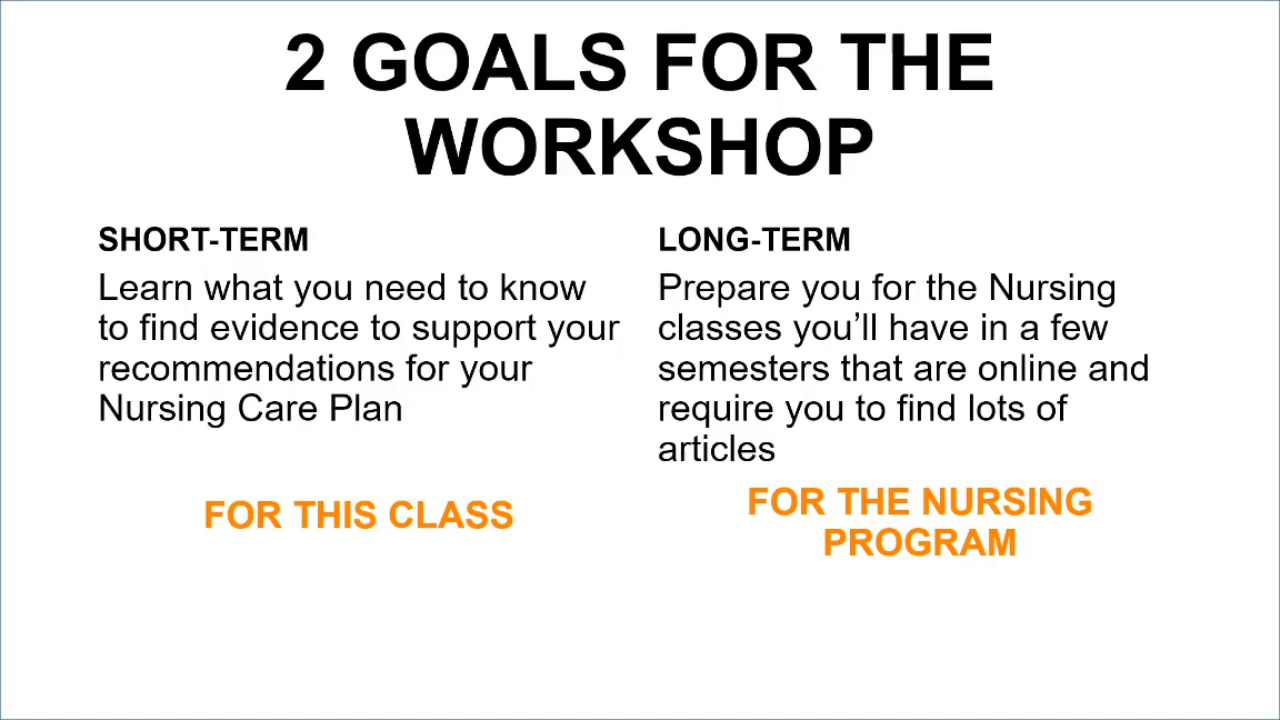 2 GOALS FOR THE
WORKSHOP
SHORT-TERM
Learn what you need to know
to find evidence to support your
recommendations for your
Nursing Care Plan
FOR THIS CLASS
LONG-TERM
Prepare you for the Nursing
classes you’ll have in a few
semesters that are online and
require you to find lots of
articles
FOR THE NURSING
PROGRAM